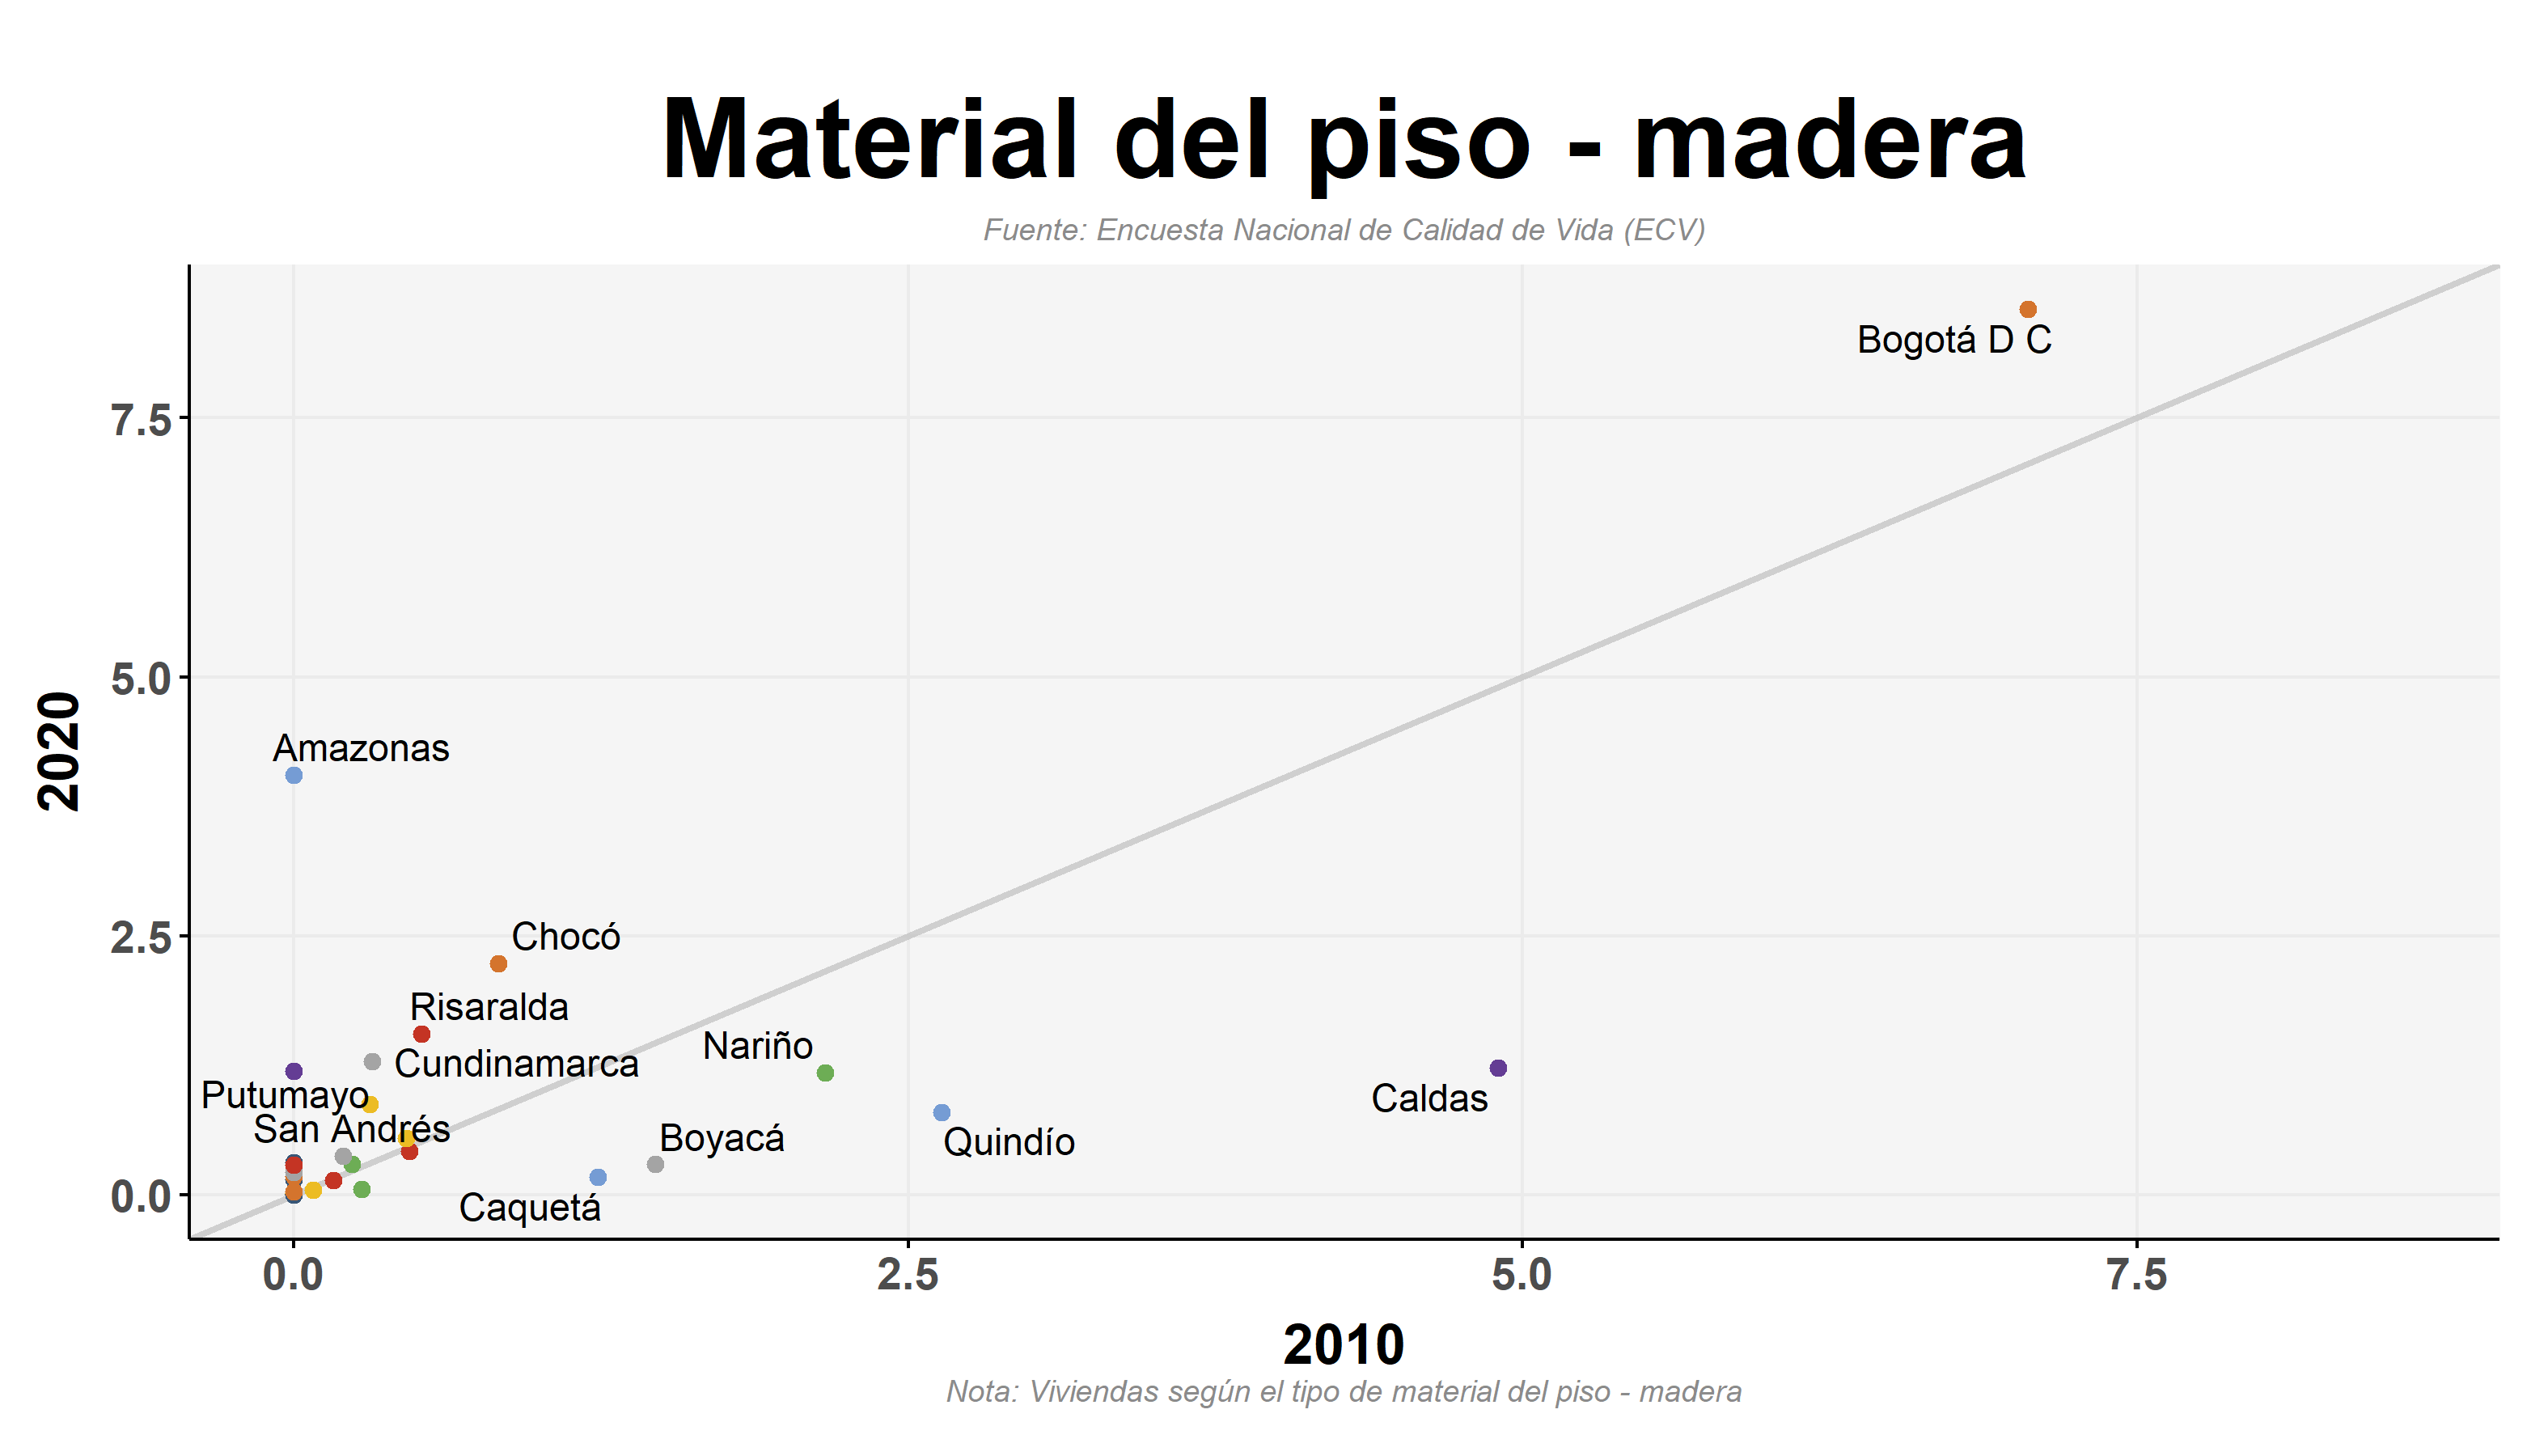 Material del piso - madera
Fuente: Encuesta Nacional de Calidad de Vida (ECV)
Bogotá D C
7.5
5.0
2020
Amazonas
2.5
Chocó
Risaralda
Nariño
Cundinamarca
Putumayo
Caldas
San Andrés
Boyacá
Quindío
0.0
Caquetá
0.0
2.5
5.0
7.5
2010
Nota: Viviendas según el tipo de material del piso - madera